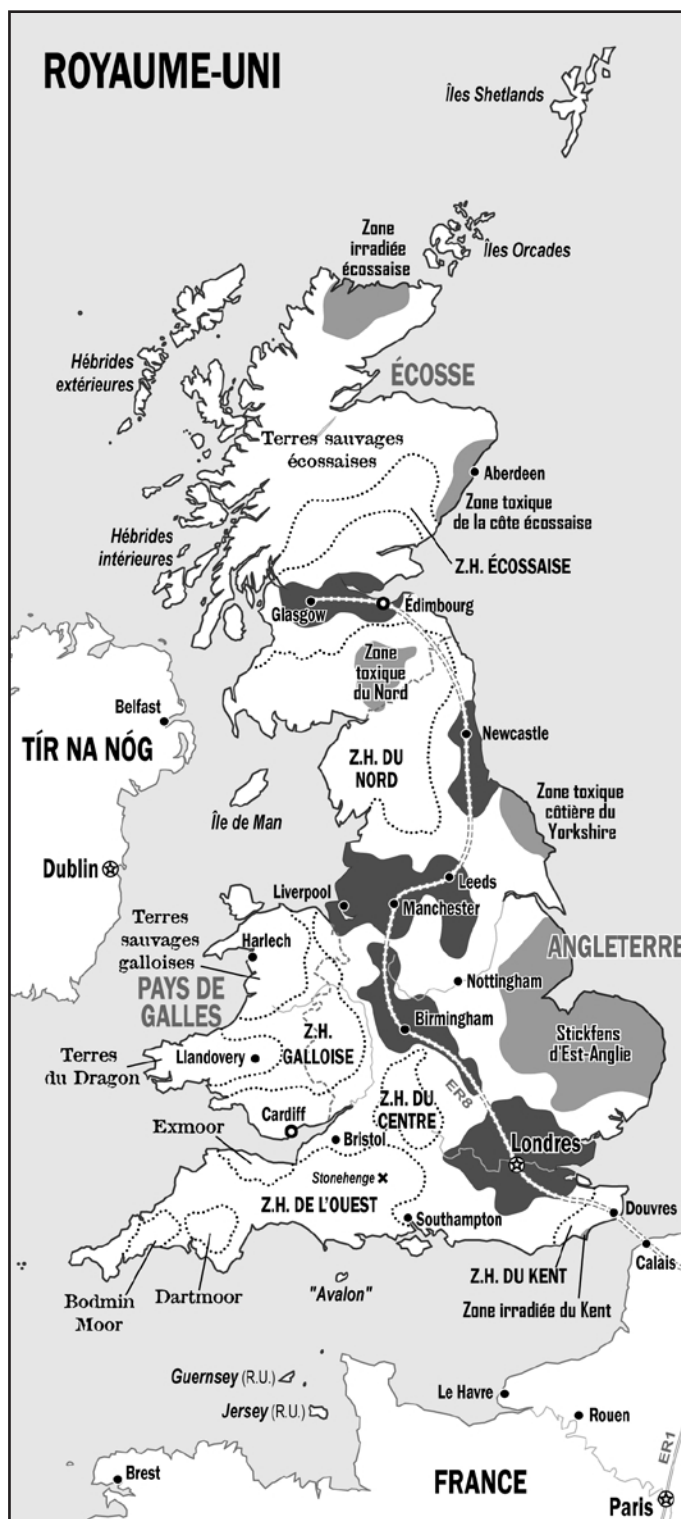 ROYAUME-UNI
Îles Shetlands
Zone
irradiée
écossaise
Îles Orcades
Hébrides
extérieures
ÉCOSSE
Terres sauvages
écossaises
Aberdeen
Zone toxique
de la côte écossaise
Hébrides
intérieures
Z.H. ÉCOSSAISE
Glasgow
Édimbourg
Zone
toxique
du Nord
Belfast
TÍR NA NÓG
Newcastle
Z.H. DU
NORD
Île de Man
Zone toxique
côtière du
Yorkshire
Dublin
Leeds
Liverpool
Manchester
Terres
sauvages
galloises
Harlech
ANGLETERRE
Nottingham
PAYS DE
GALLES
Birmingham
Stickfens
d'Est-Anglie
Z.H.
GALLOISE
Terres
du Dragon
Llandovery
ER8
Z.H. DU
CENTRE
Cardiff
Londres
Exmoor
Bristol
Stonehenge
Z.H. DE L'OUEST
Southampton
Douvres
Calais
Z.H. DU KENT
Zone irradiée du Kent
Bodmin
Moor
Dartmoor
"Avalon"
Guernsey (R.U.)
Jersey (R.U.)
Le Havre
Rouen
ER1
Brest
FRANCE
Paris